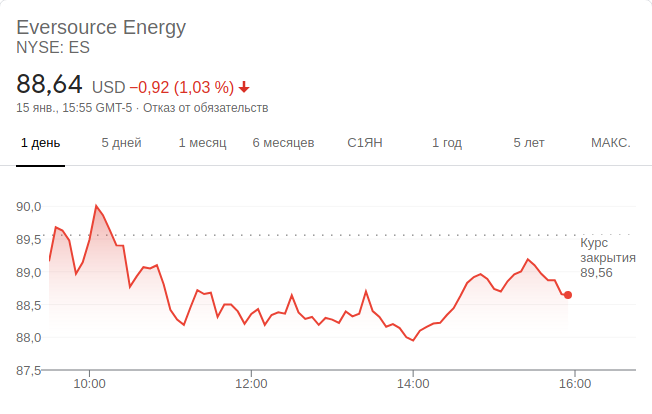 Eversource Energy
NYSE: ES
88,64 USD −0,92 (1,03 %)
15 янв., 15:55 GMT-5 · Отказ от обязательств
1 день 5 дней 1 месяц 6 месяцев С1ЯН 1 год 5 лет МАКС.
90,0
89,5
89,0
88,5
88,0
87,5
Курс
закрытия
89,56
10:00 12:00 14:00 16:00